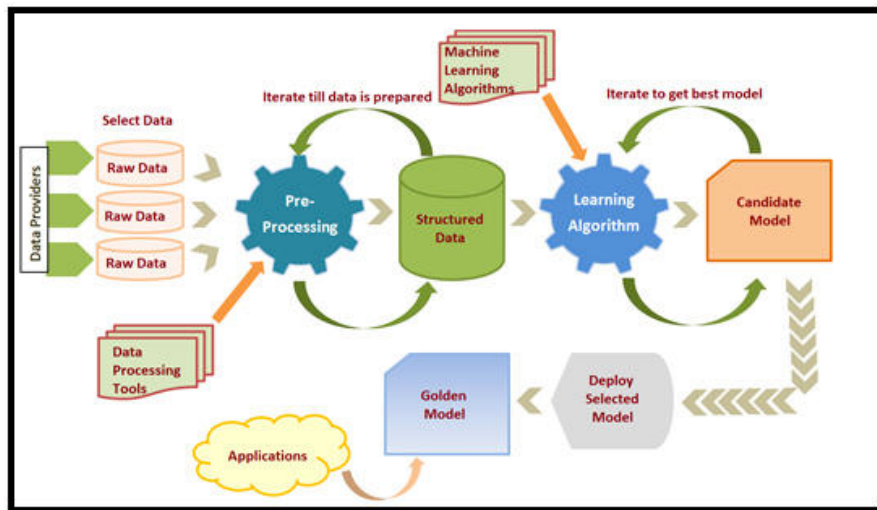 Machine
Learning
Algorithms
Iterate till data is prepared
Iterate to get best model
Select Data
Data Providers
Raw Data
Raw Data
Raw Data
Pre-
Processing
Structured
Data
Learning
Algorithm
Candidate
Model
Data
Processing
Tools
Golden
Model
Deploy
Selected
Model
Applications